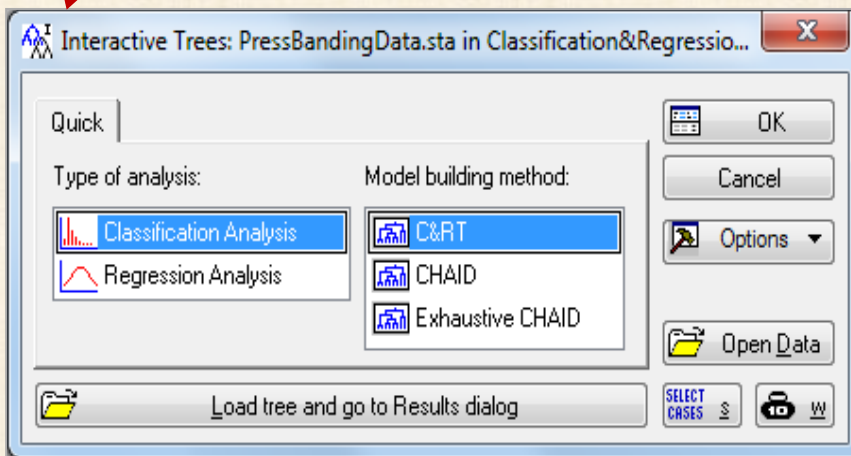 Interactive Trees: PressBandingData.sta in Classification&Regressio...
X
Quick
Type of analysis:
Classification Analysis
Regression Analysis
Model building method:
C&RT
CHAID
Exhaustive CHAID
Load tree and go to Results dialog
OK
Cancel
Options
Open Data
SELECT
CASES S
W